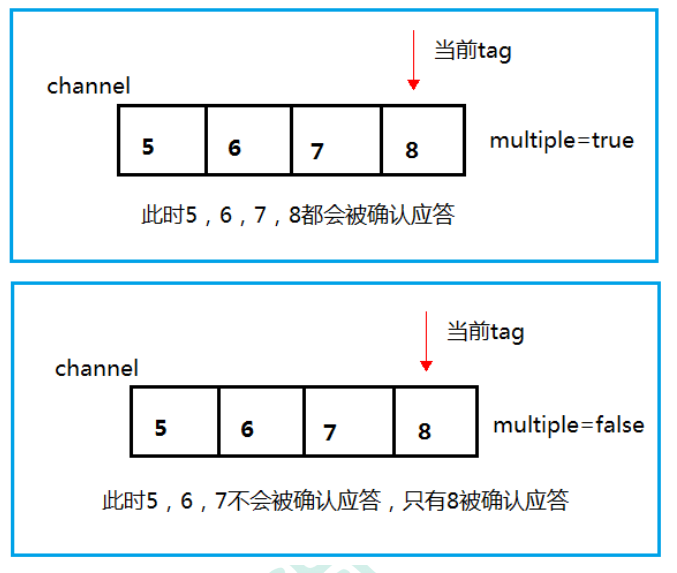 当前tag
channel
5 6 7 8 multiple=true
此时5，6，7，8都会被确认应答
当前tag
channel
5 6 7 8 multiple=false
此时5，6，7不会被确认应答，只有8被确认应答